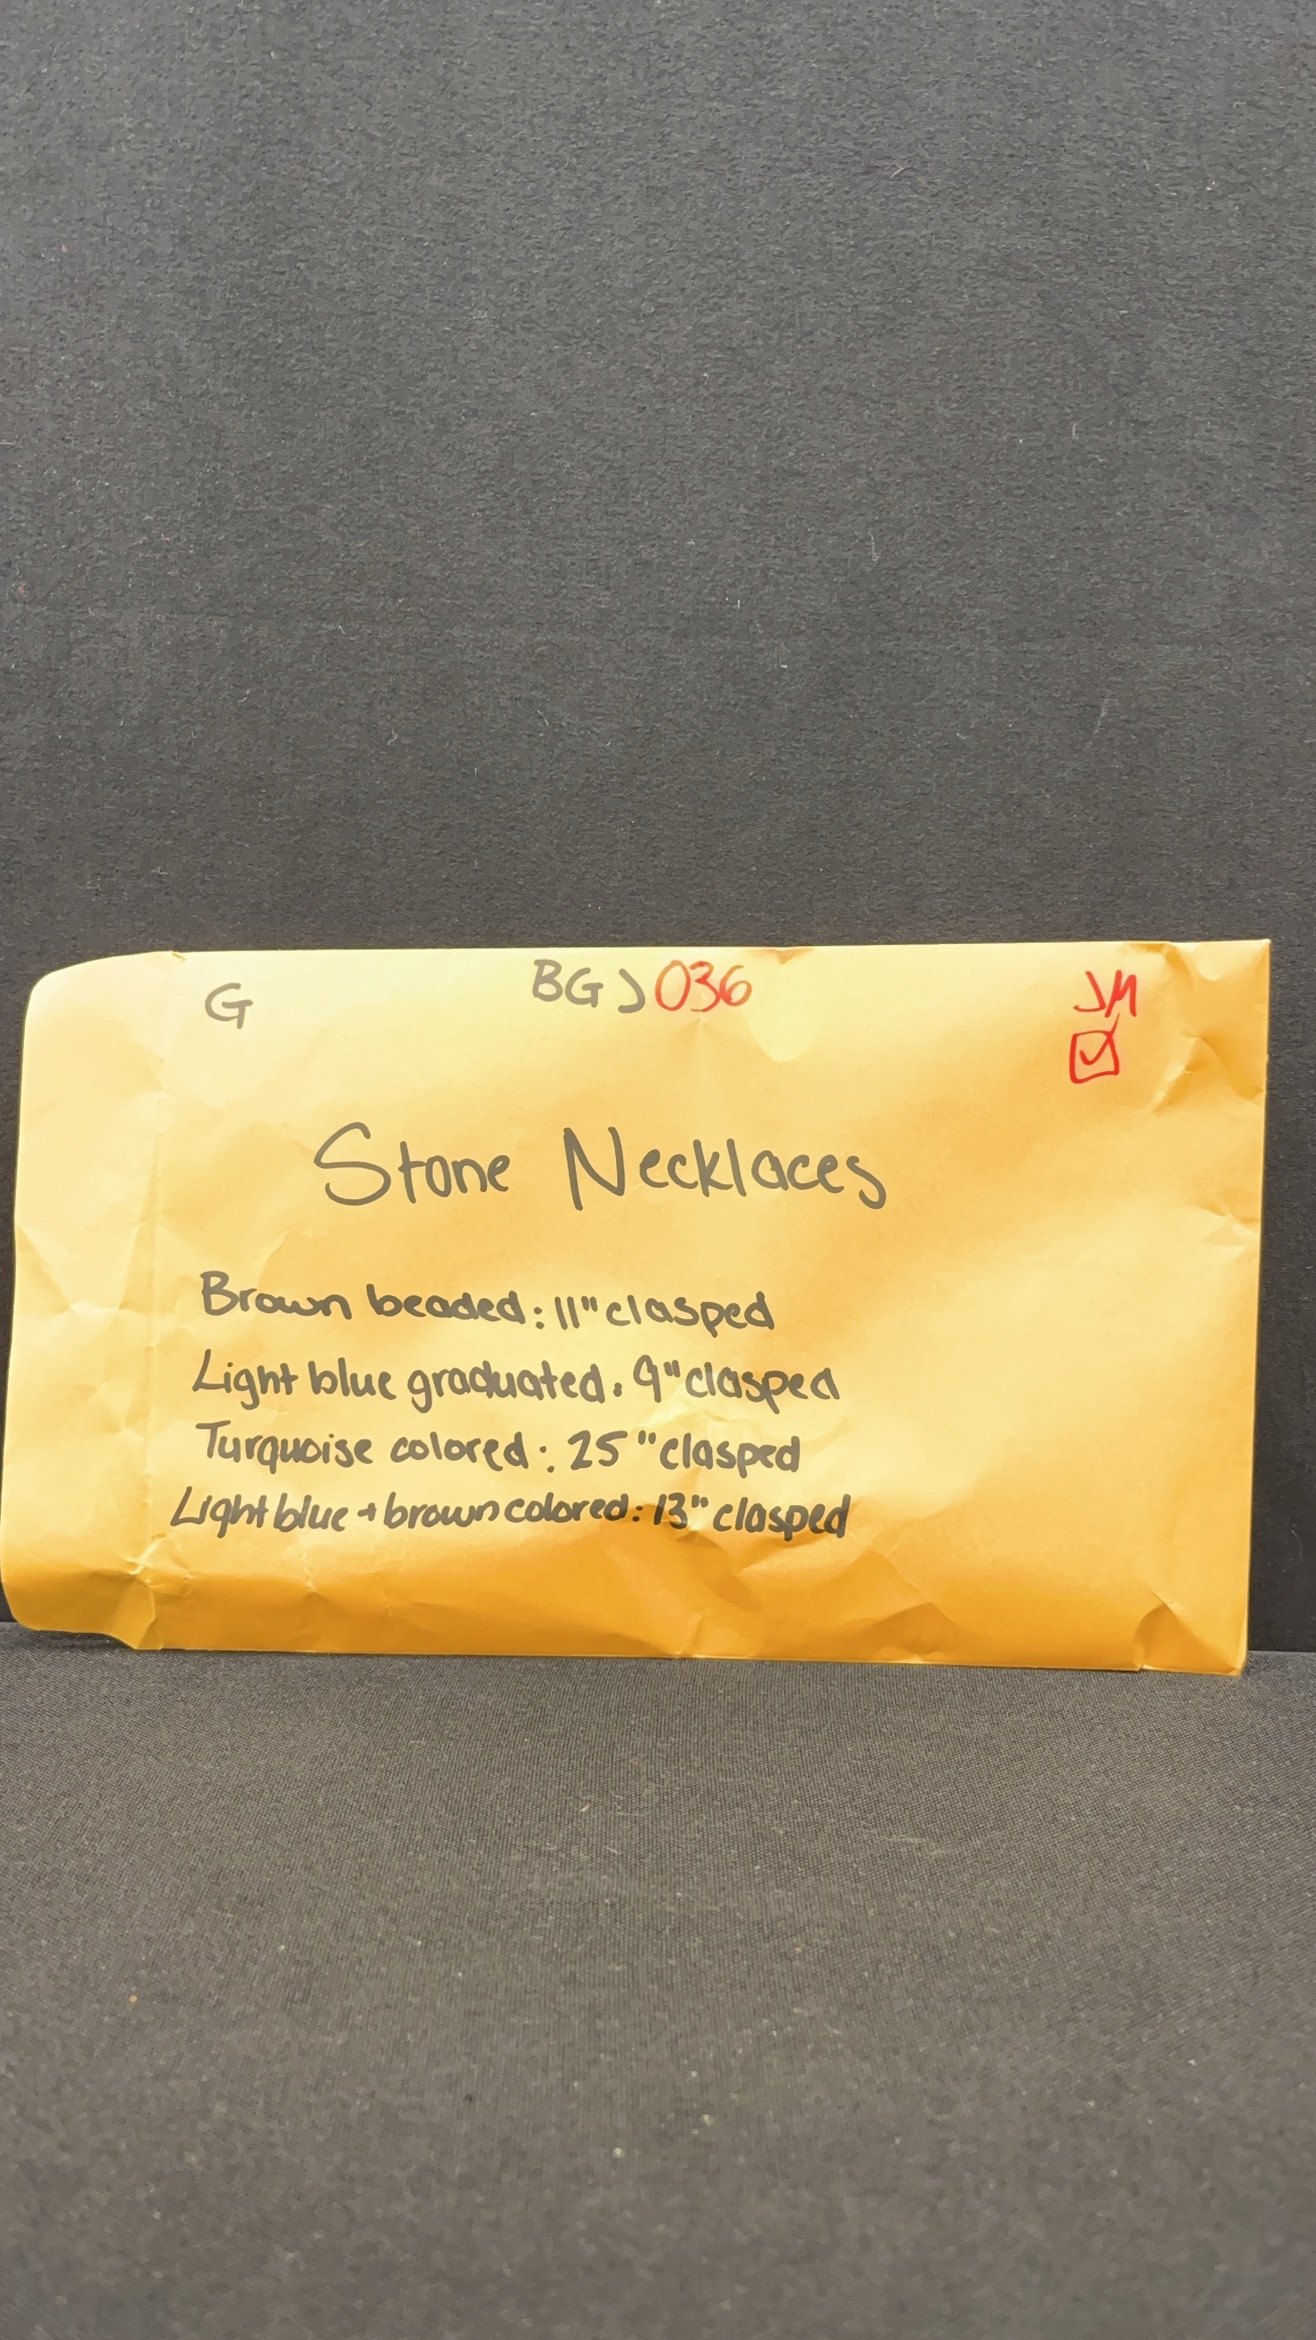 G BGJ036 JM
Stone Necklaces
Brown beaded: 11" clasped
Light blue graduated. 9" clasped
Turquoise colored: 25" clasped
Light blue + brown colored: 13" clasped